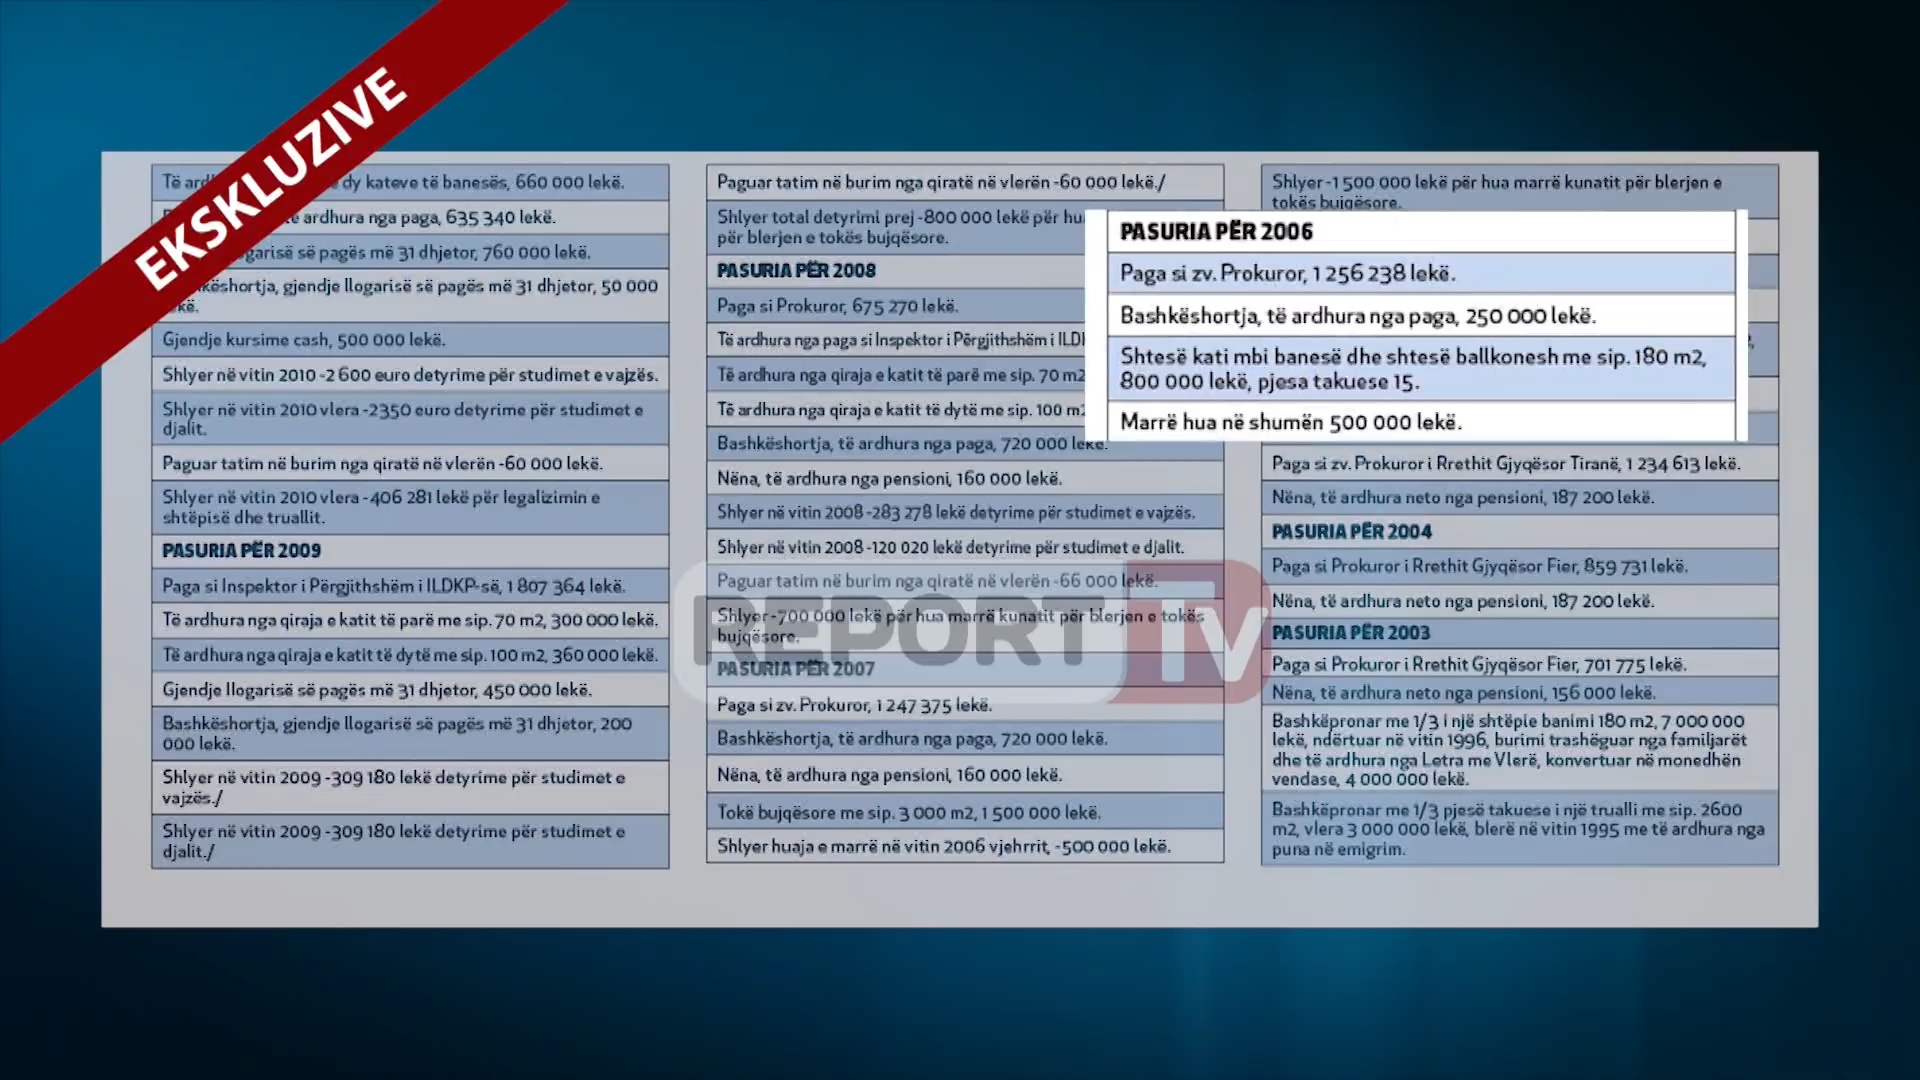 EKSKLUZIVE
dy kateve të banesës, 660 000 lekë.
të ardhura nga paga, 635 340 lekë.
së pagës më 31 dhjetor, 760 000 lekë.
gjendje llogarisë së pagës më 31 dhjetor, 50 000
Gjendje kursime cash, 500 000 lekë.
Shlyer në vitin 2010 -2 600 euro detyrime për studimet e vajzës.
Shlyer në vitin 2010 vlera -2350 euro detyrime për studimet e
djalit.
Paguar tatim në burim nga qiratë në vlerën -60 000 lekë.
Shlyer në vitin 2010 vlera -406 281 lekë për legalizimin e
shtëpisë dhe truallit.
PASURIA PËR 2009
Paga si Inspektor i Përgjithshëm i ILDKP-së, 1 807 364 lekë.
Të ardhura nga qiraja e katit të parë me sip. 70 m2, 300 000 lekë.
Të ardhura nga qiraja e katit të dytë me sip. 100 m2, 360 000 lekë.
Gjendje llogarisë së pagës më 31 dhjetor, 450 000 lekë.
Bashkëshortja, gjendje llogarisë së pagës më 31 dhjetor, 200
000 lekë.
Shlyer në vitin 2009 -309 180 lekë detyrime për studimet e
vajzës./
Shlyer në vitin 2009 -309 180 lekë detyrime për studimet e
djalit./
Paguar tatim në burim nga qiratë në vlerën -60 000 lekë./
Shlyer total detyrimi prej -800 000 lekë për
për blerjen e tokës bujqësore.
PASURIA PËR 2008
Paga si Prokuror, 675 270 lekë.
Të ardhura nga paga si Inspektor i Përgjithshëm i
Të ardhura nga qiraja e katit të parë me sip. 70 m2
Të ardhura nga qiraja e katit të dytë me sip. 100
Bashkëshortja, të ardhura nga paga, 720 000 lekë.
Nëna, të ardhura nga pensioni, 160 000 lekë.
Shlyer në vitin 2008 -283 278 lekë detyrime për studimet e vajzës.
Shlyer në vitin 2008 -120 020 lekë detyrime për studimet e djalit.
Paguar tatim në burim nga qiratë në vlerën -66 000 lekë.
Shlyer -700 000 lekë për hua marrë kunatit për blerjen e tokës
bujqësore.
REPORT TV
PASURIA PËR 2007
Paga si zv. Prokuror, 1 247 375 lekë.
Bashkëshortja, të ardhura nga paga, 720 000 lekë.
Nëna, të ardhura nga pensioni, 160 000 lekë.
Tokë bujqësore me sip. 3 000 m2, 1 500 000 lekë.
Shlyer huaja e marrë në vitin 2006 vjehrrit, -500 000 lekë.
Shlyer -1 500 000 lekë për hua marrë kunatit për blerjen e
tokës bujqësore.
PASURIA PËR 2006
Paga si zv. Prokuror, 1 256 238 lekë.
Bashkëshortja, të ardhura nga paga, 250 000 lekë.
Shtesë kati mbi banesë dhe shtesë ballkonesh me sip. 180 m2,
800 000 lekë, pjesa takuese 15.
Marrë hua në shumën 500 000 lekë.
Paga si zv. Prokuror i Rrethit Gjyqësor Tiranë, 1 234 613 lekë.
Nëna, të ardhura neto nga pensioni, 187 200 lekë.
PASURIA PËR 2004
Paga si Prokuror i Rrethit Gjyqësor Fier, 859 731 lekë.
Nëna, të ardhura neto nga pensioni, 187 200 lekë.
PASURIA PËR 2003
Paga si Prokuror i Rrethit Gjyqësor Fier, 701 775 lekë.
Nëna, të ardhura neto nga pensioni, 156 000 lekë.
Bashkëpronar me 1/3 i një shtëpie banimi 180 m2, 7 000 000
lekë, ndërtuar në vitin 1996, burimi trashëguar nga familjarët
dhe të ardhura nga Letra me Vlerë, konvertuar në monedhën
vendase, 4 000 000 lekë.
Bashkëpronar me 1/3 pjesë takuese i një trualli me sip. 2600
m2, vlera 3 000 000 lekë, blerë në vitin 1995 me të ardhura nga
puna në emigrim.